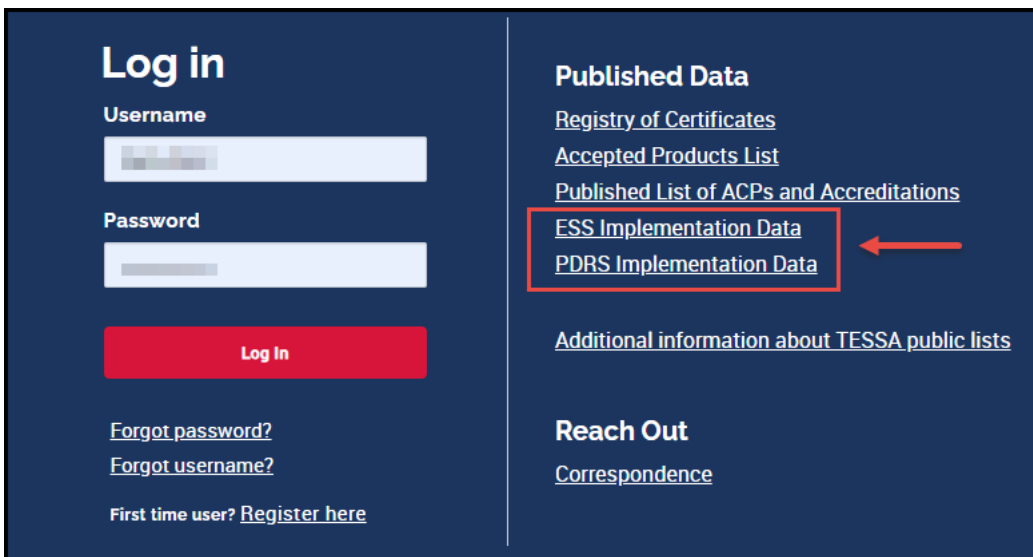 Log in
Username
Password
Log In
Forgot password?
Forgot username?
First time user? Register here
Published Data
Registry of Certificates
Accepted Products List
Published List of ACPs and Accreditations
ESS Implementation Data
PDRS Implementation Data
Additional information about TESSA public lists
Reach Out
Correspondence